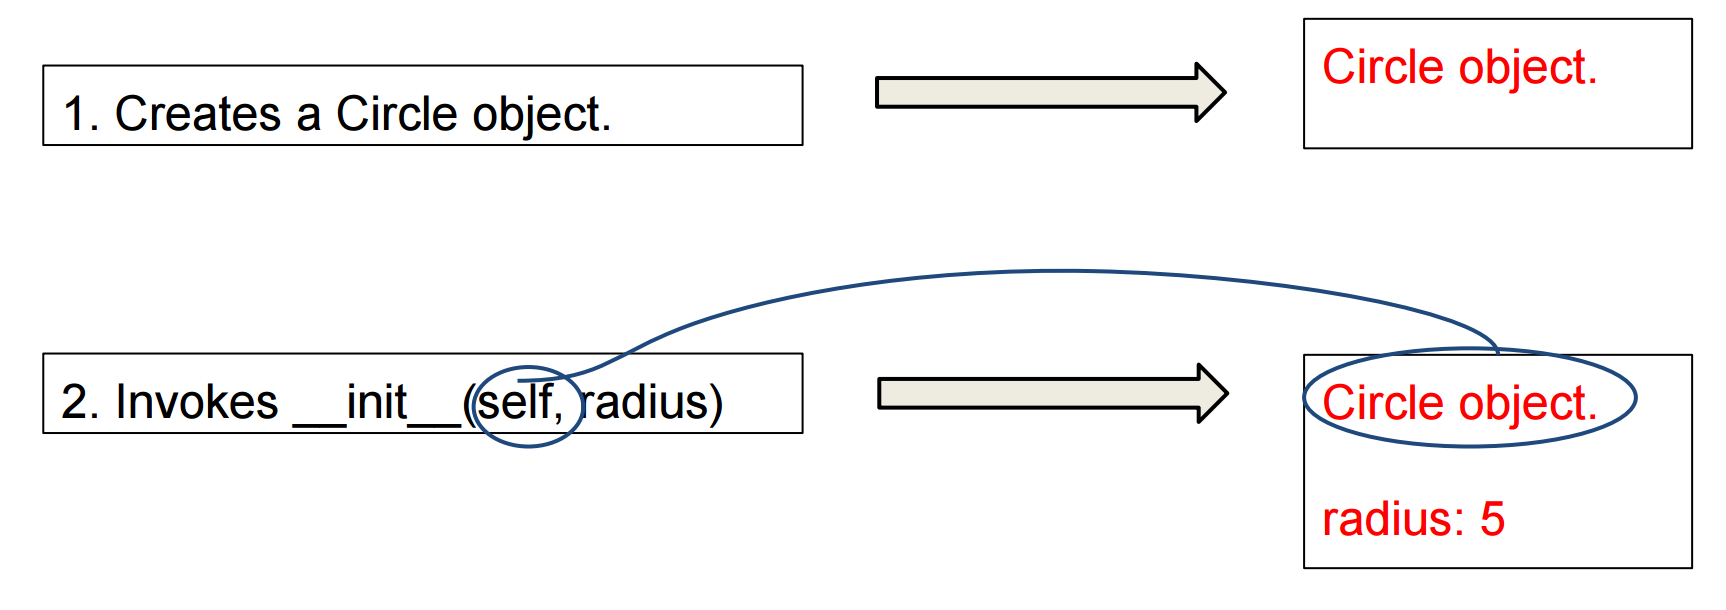 1. Creates a Circle object.
Circle object.
2. Invokes __init__(self, radius)
Circle object.
radius: 5